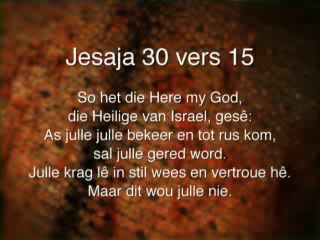 Jesaja 30 vers 15
So het die Here my God,
die Heilige van Israel, gesê:
As julle julle bekeer en tot rus kom,
sal julle gered word.
Julle krag lê in stil wees en vertroue hê.
Maar dit wou julle nie.